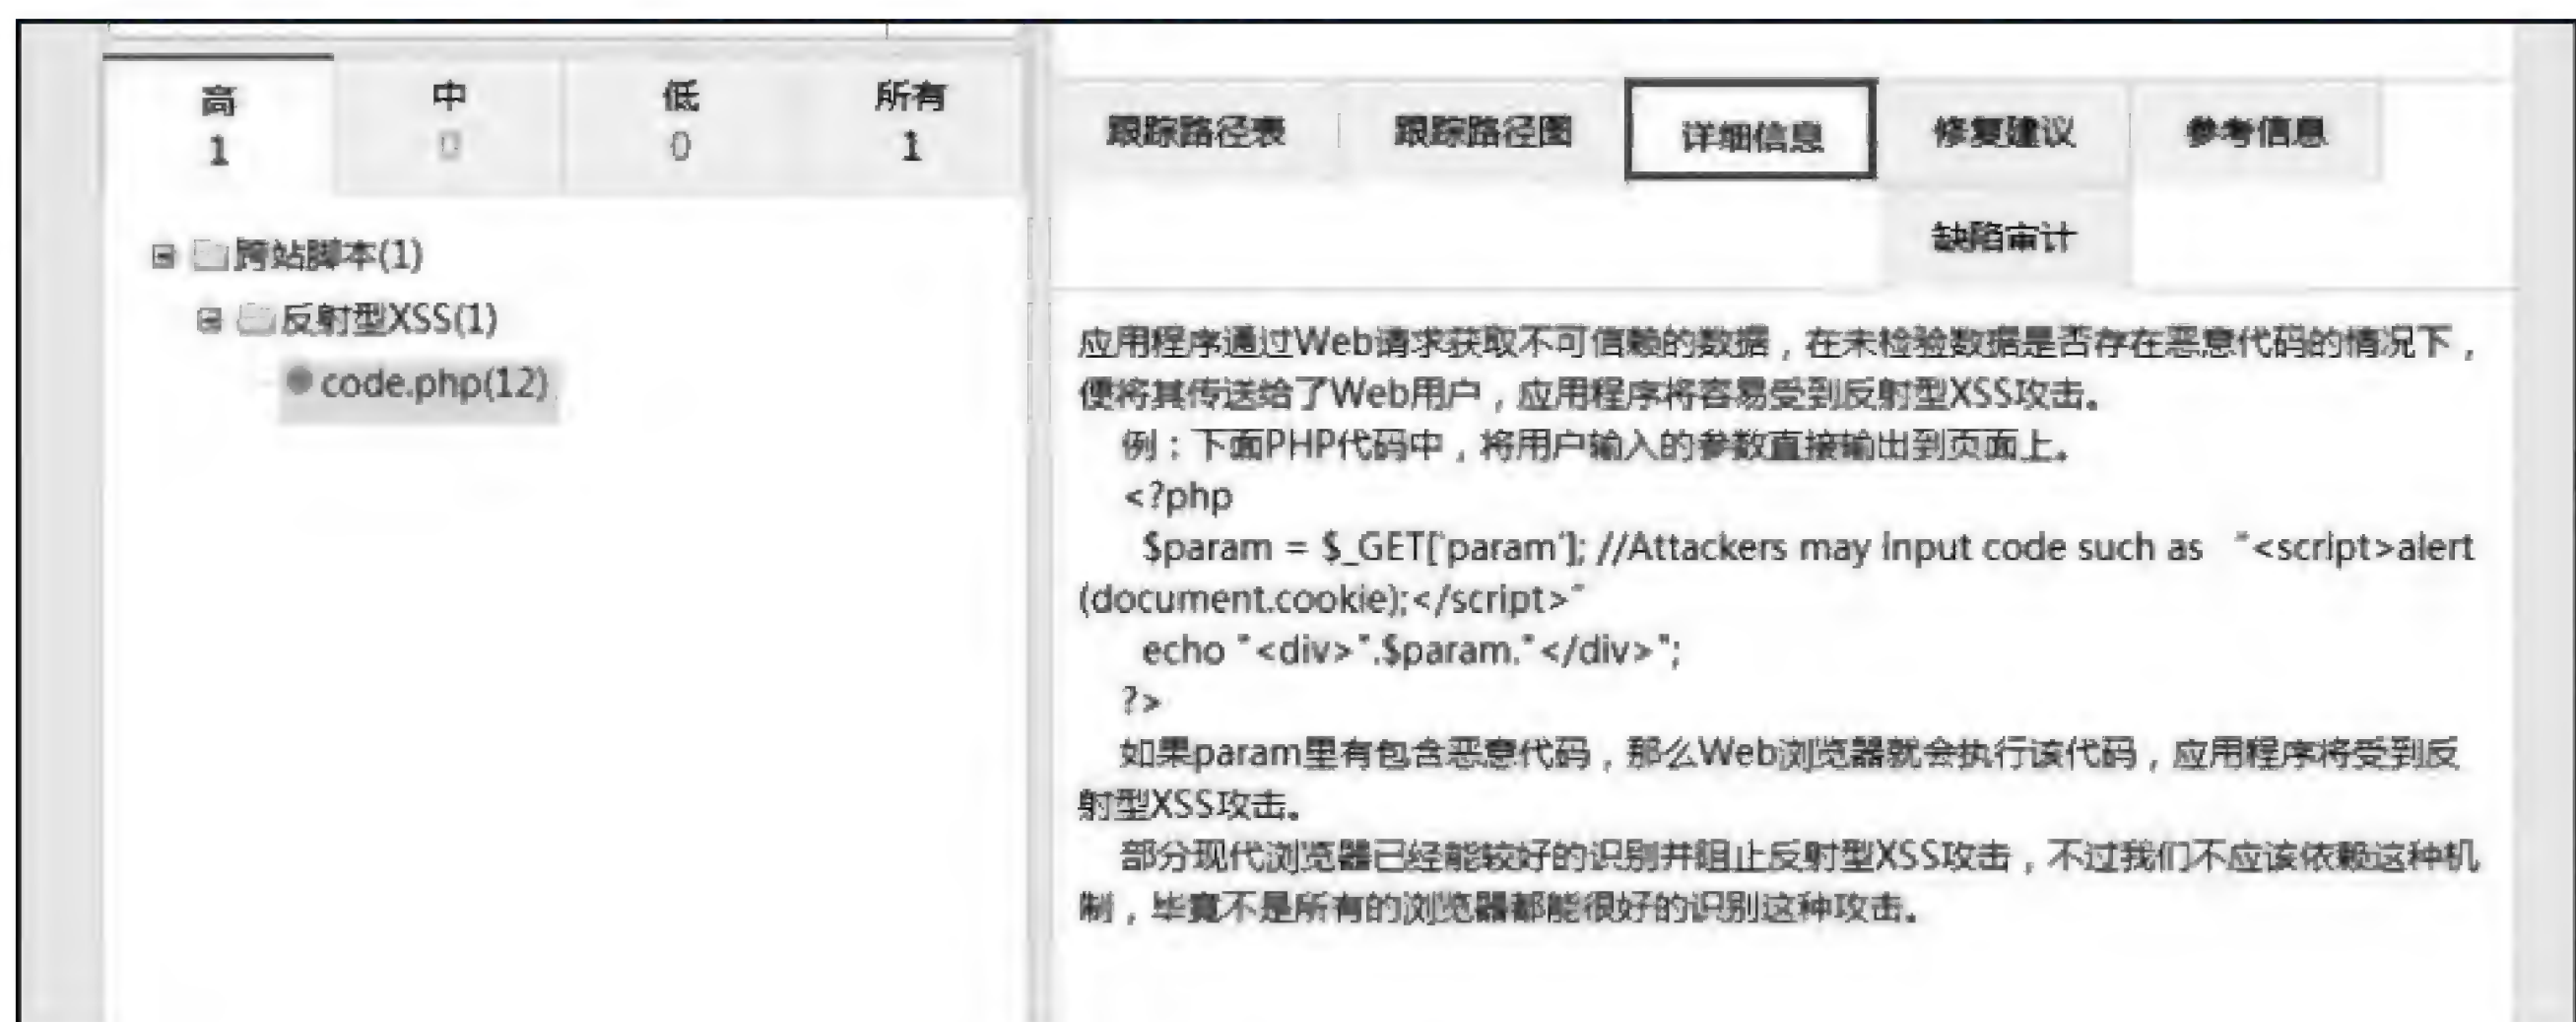 高 中 低 所有
1 0 0 1
跨站脚本(1)
反射型XSS(1)
code.php(12)
跟踪路径表 跟踪路径图 详细信息 修复建议 参考信息
缺陷审计
应用程序通过Web请求获取不可信赖的数据，在未检验数据是否存在恶意代码的情况下，
便将其传送给了Web用户，应用程序将容易受到反射型XSS攻击。
例：下面PHP代码中，将用户输入的参数直接输出到页面上。
<?php
$param = $_GET['param']; //Attackers may input code such as "<script>alert
(document.cookie);</script>"
echo "<div>".$param."</div>";
?>
如果param里有包含恶意代码，那么Web浏览器就会执行该代码，应用程序将受到反
射型XSS攻击。
部分现代浏览器已经能较好的识别并阻止反射型XSS攻击，不过我们不应该依赖这种机
制，毕竟不是所有的浏览器都能很好的识别这种攻击。